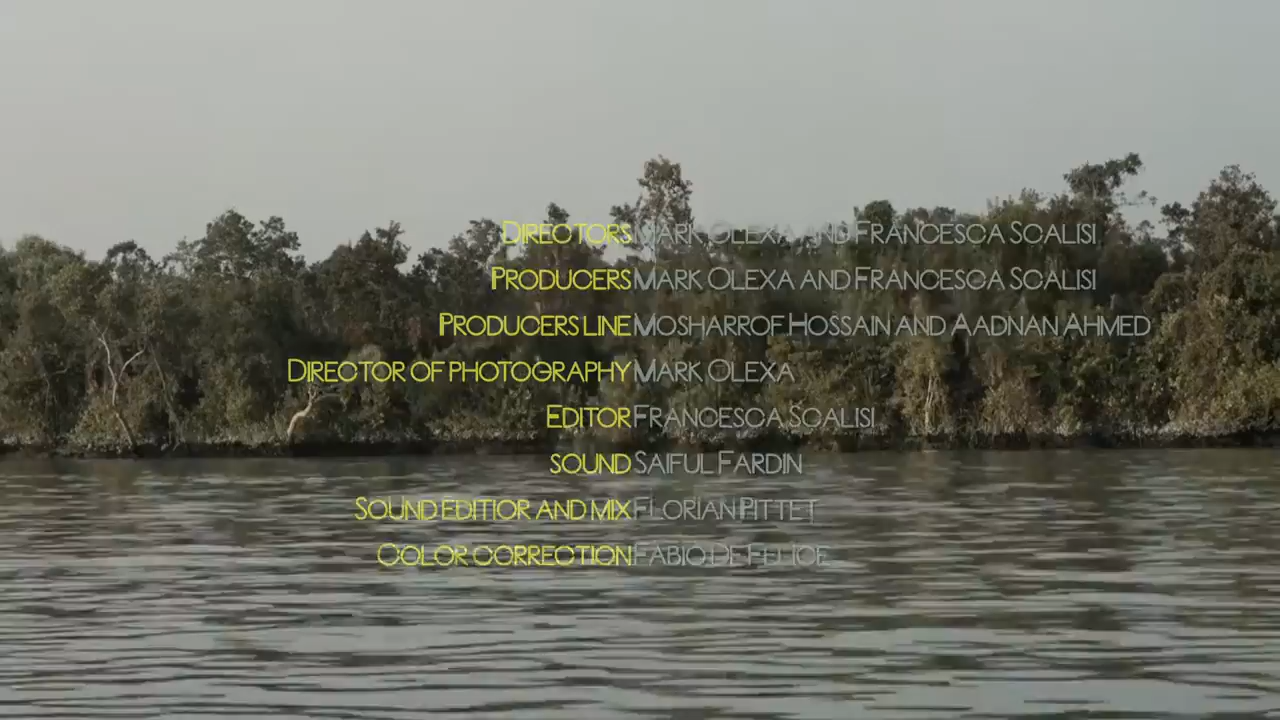 Directors Mark Olexa and Francesca Scalisi
Producers Mark Olexa and Francesca Scalisi
Producers line Mosharrof Hossain and Aadnan Ahmed
Director of photography Mark Olexa
Editor Francesca Scalisi
sound Saiful Fardin
Sound editior and mix Florian Pittet
Color correction Fabio De Felice